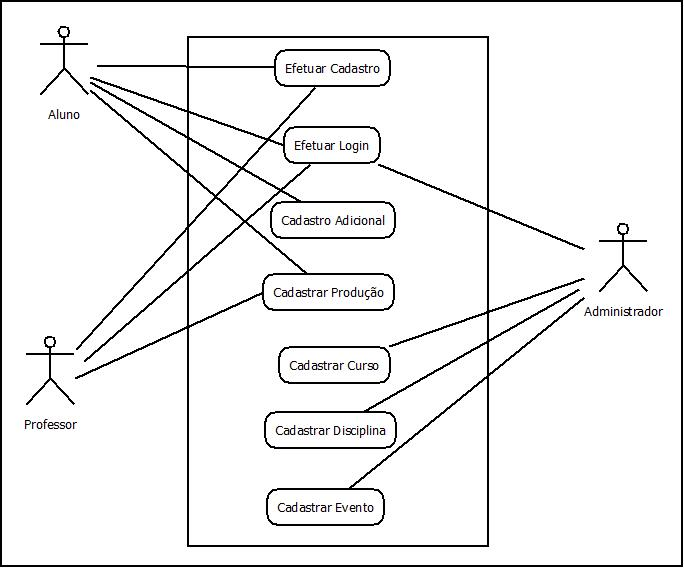 Efetuar Cadastro
Aluno
Efetuar Login
Cadastro Adicional
Cadastrar Produção
Administrador
Cadastrar Curso
Professor
Cadastrar Disciplina
Cadastrar Evento